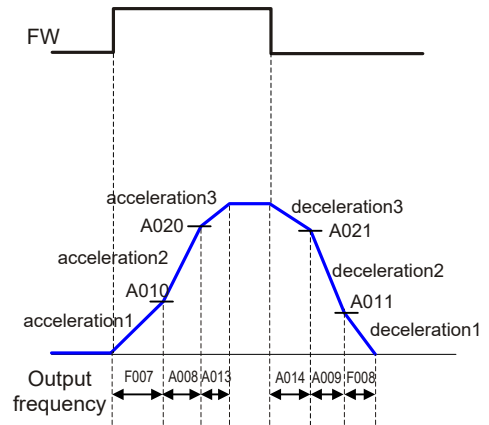 FW
acceleration3
deceleration3
A020
A021
acceleration2
deceleration2
A010
A011
acceleration1
deceleration1
Output
frequency
F007
A008
A013
A014
A009
F008